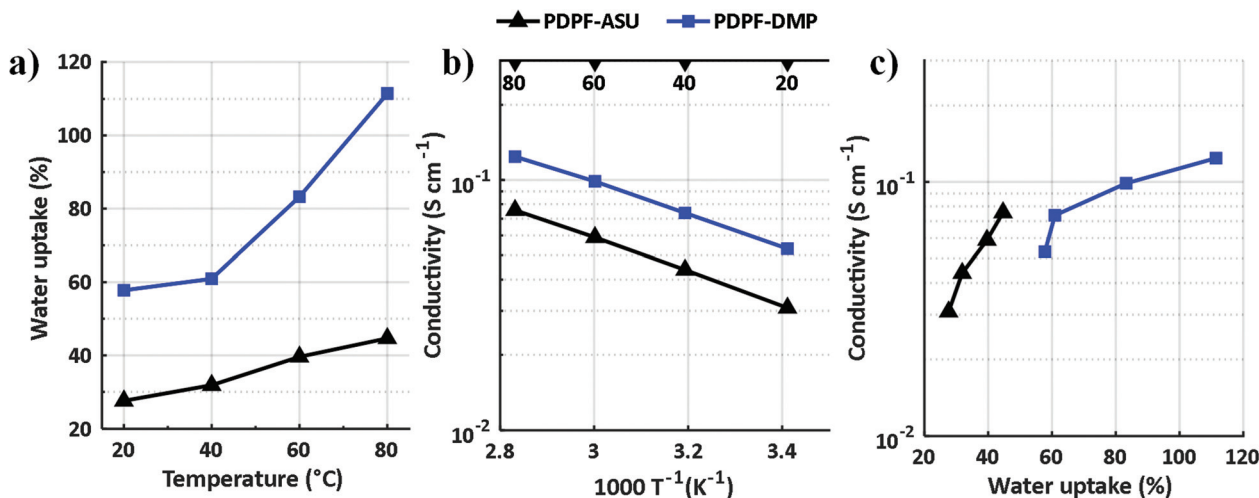 PDPF-ASU PDPF-DMP
a)
120
100
80
60
40
20
Water uptake (%)
20 40 60 80
Temperature (°C)
b)
80 60 40 20
10⁻¹
10⁻²
Conductivity (S cm⁻¹)
2.8 3 3.2 3.4
1000 T⁻¹(K⁻¹)
c)
10⁻¹
10⁻²
Conductivity (S cm⁻¹)
20 40 60 80 100 120
Water uptake (%)